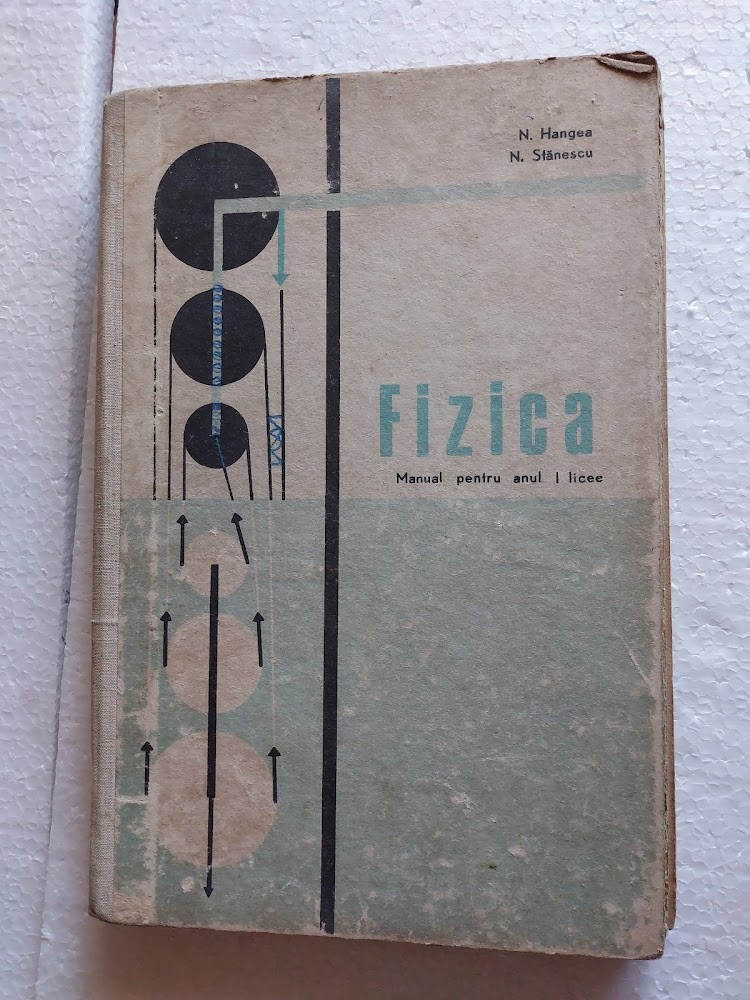 N. Hangea
N. Stănescu
Fizica
Manual pentru anul I licee